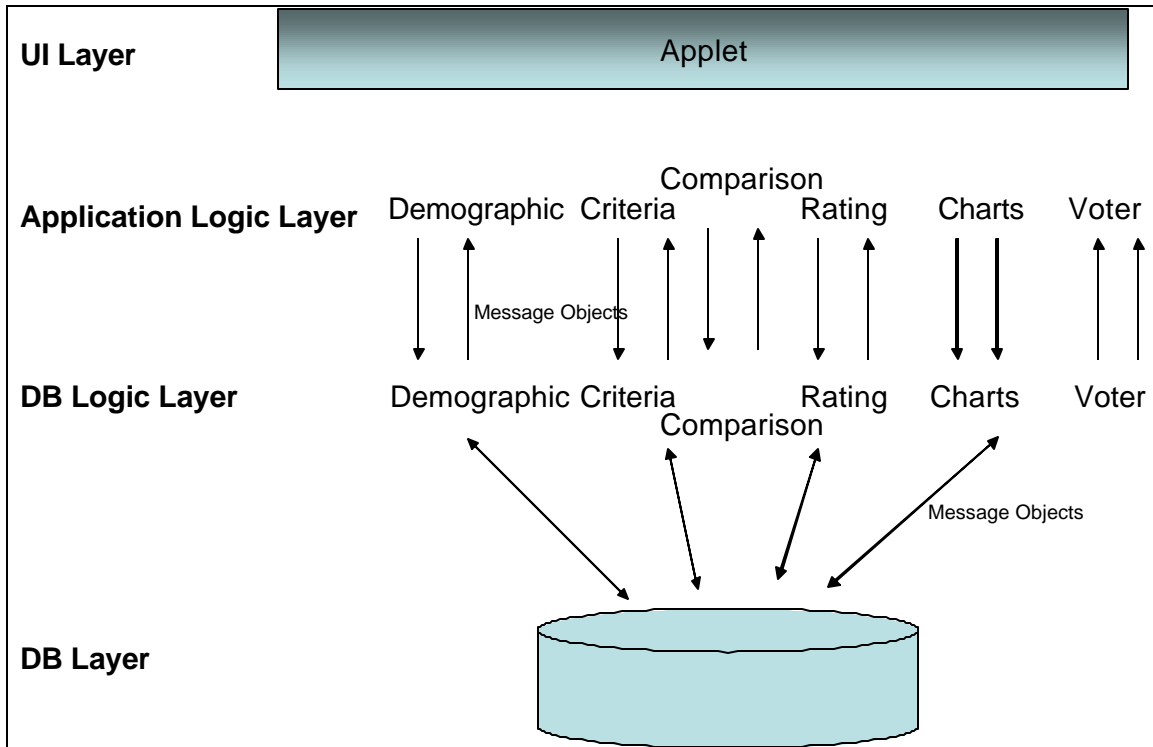 UI Layer
Applet
Comparison
Application Logic Layer
Demographic Criteria Rating Charts Voter
Message Objects
DB Logic Layer
Demographic Criteria Rating Charts Voter
Comparison
Message Objects
DB Layer